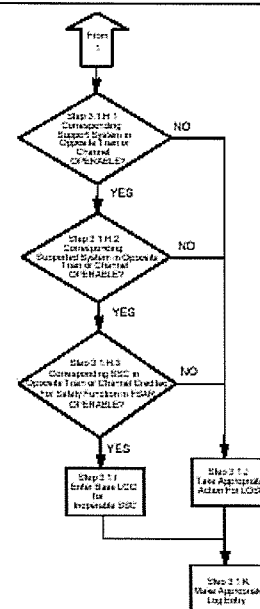 From
Step 3.1.H.1
Corresponding
Support System in
Opposite Train or
Channel
OPERABLE?
NO
YES
Step 3.1.H.2
Corresponding
Supported System in Opposite
Train or Channel
OPERABLE?
NO
YES
Step 3.1.H.3
Corresponding SSC in
Opposite Train or Channel Credited
For Safety Function in FSAR
OPERABLE?
NO
YES
Step 3.1.I
Enter Base LCO
for
Inoperable SSC
Step 3.1.J
Take Appropriate
Action For LOSF
Step 3.1.K
Make Appropriate
Log Entry